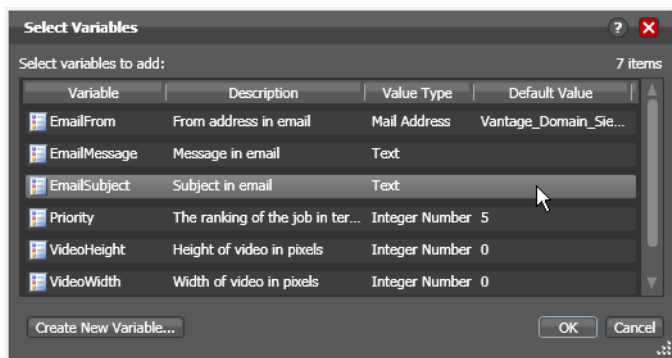 Select Variables
?
Select variables to add: 7 items
Variable Description Value Type Default Value
EmailFrom From address in email Mail Address Vantage_Domain_Sie...
EmailMessage Message in email Text
EmailSubject Subject in email Text
Priority The ranking of the job in ter... Integer Number 5
VideoHeight Height of video in pixels Integer Number 0
VideoWidth Width of video in pixels Integer Number 0
Create New Variable... OK Cancel